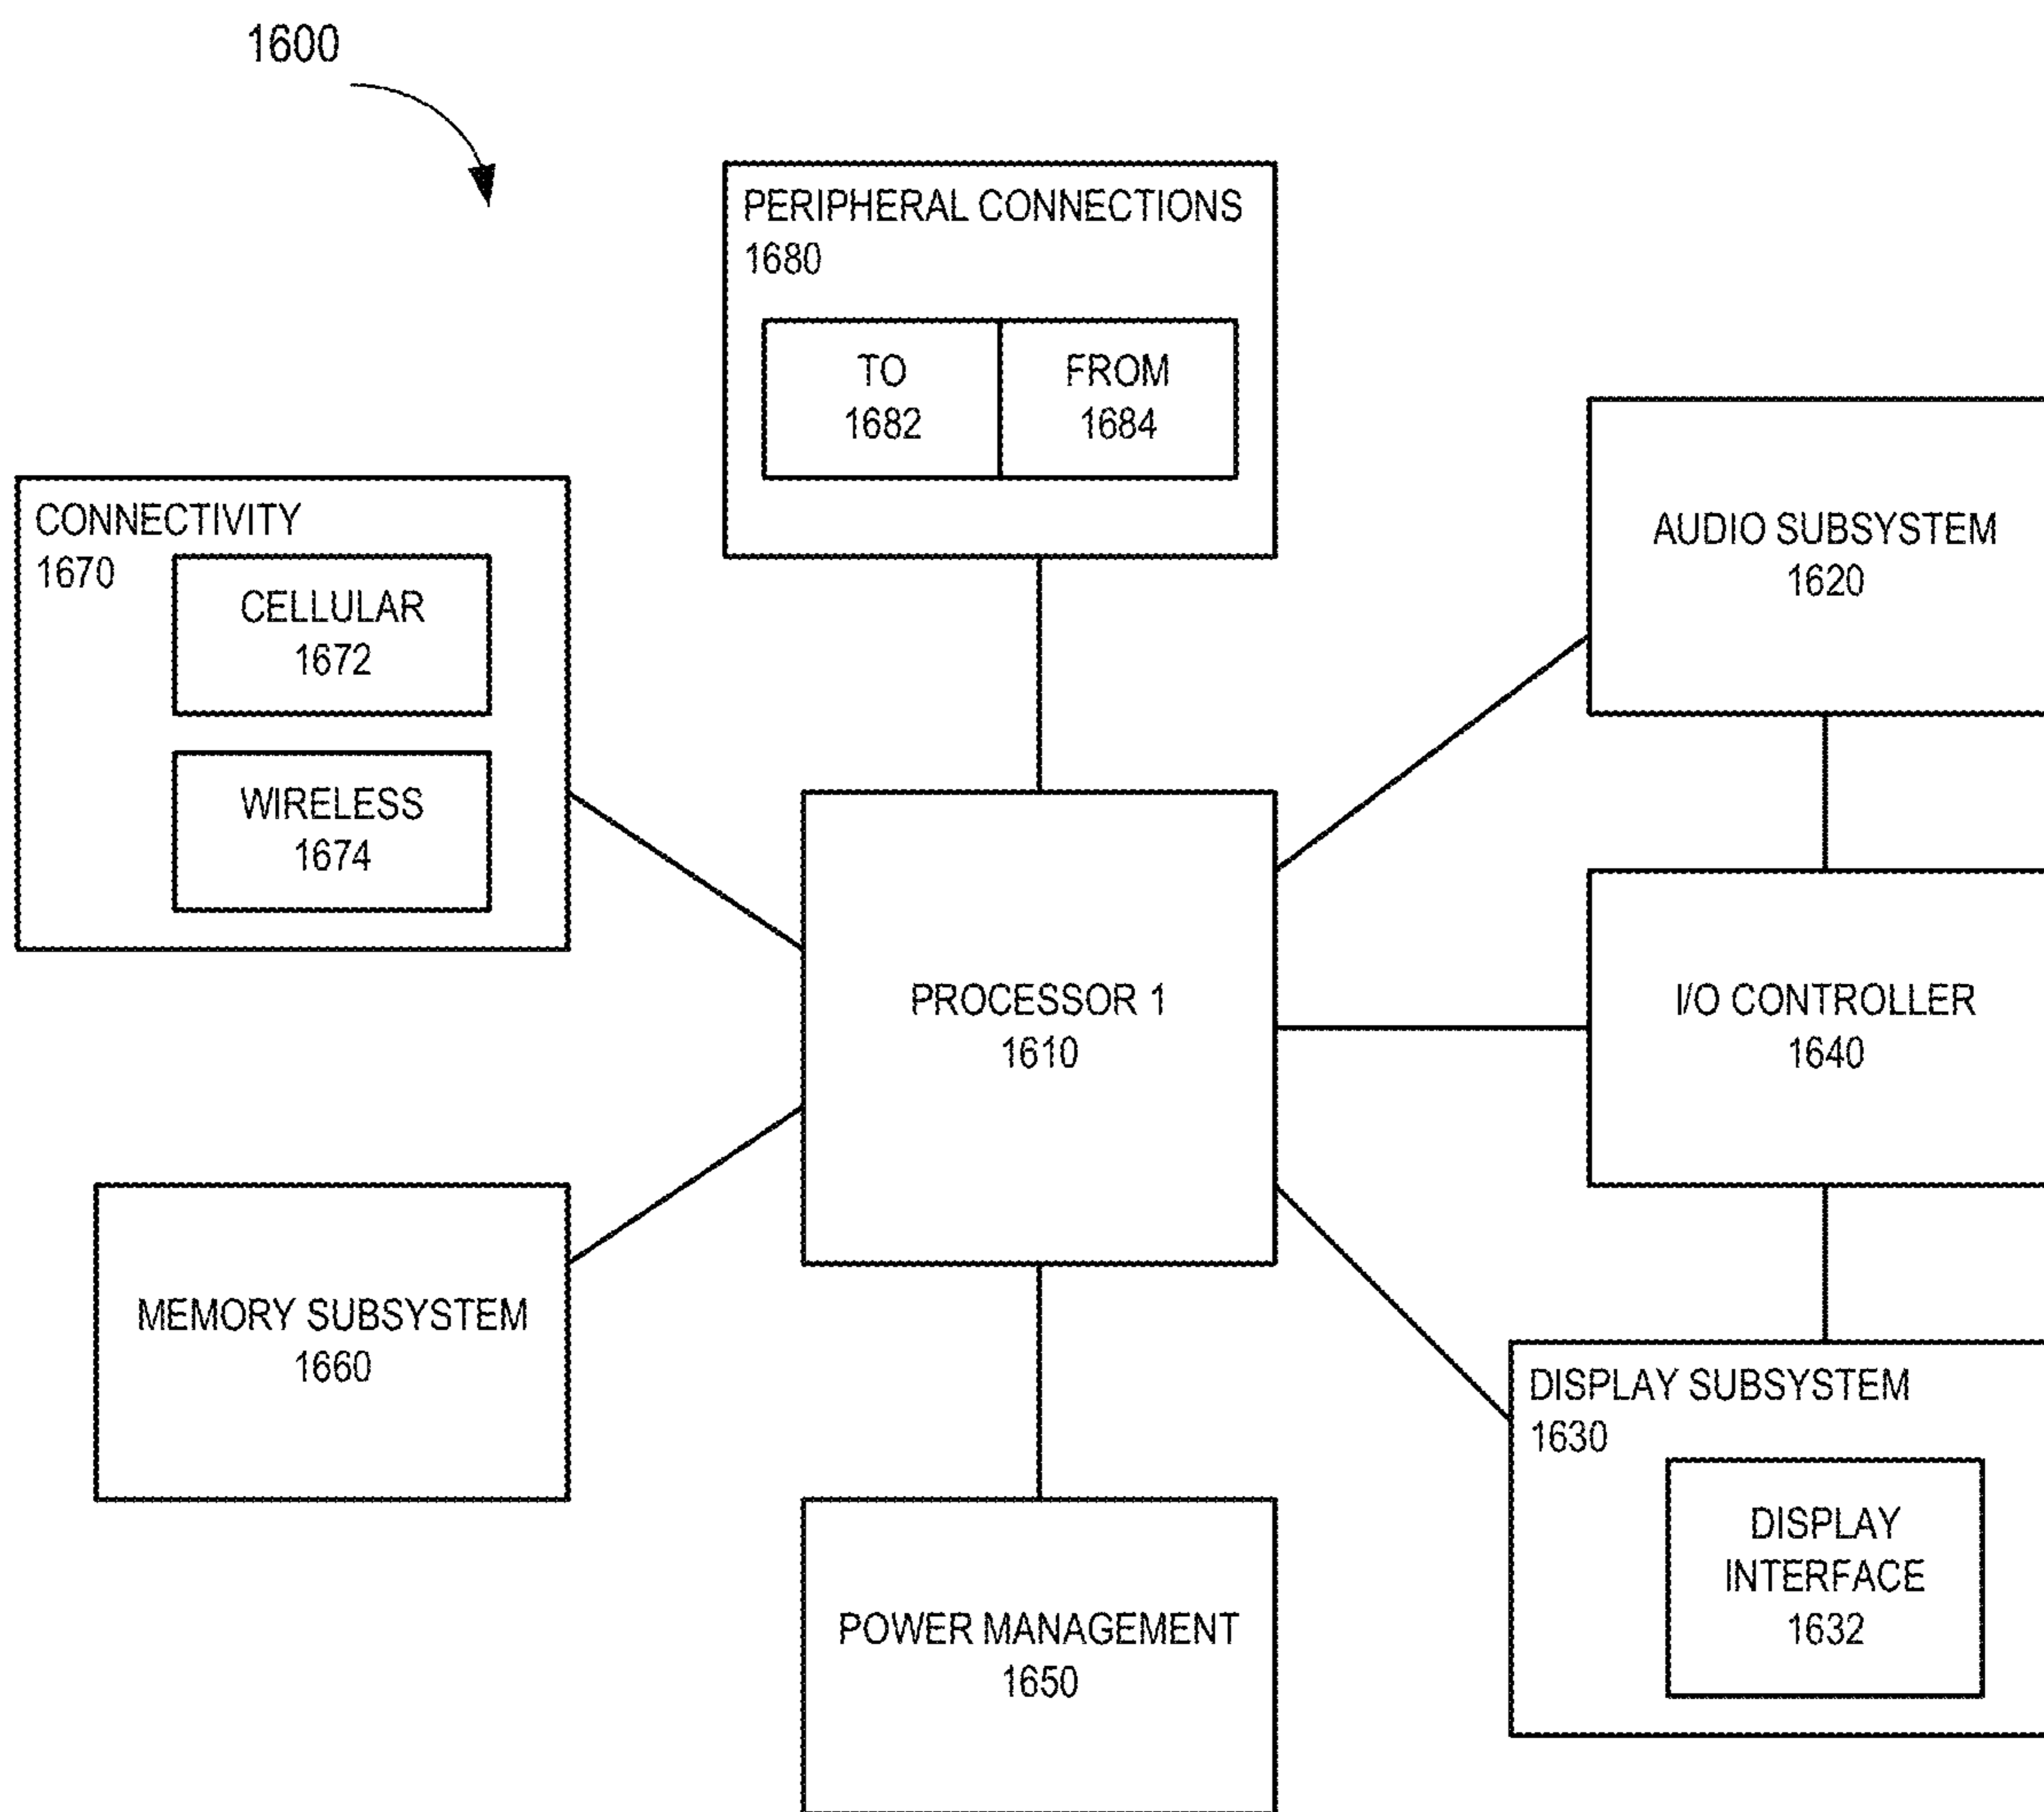 1600
PERIPHERAL CONNECTIONS
1680
TO
1682
FROM
1684
CONNECTIVITY
1670
CELLULAR
1672
WIRELESS
1674
AUDIO SUBSYSTEM
1620
PROCESSOR 1
1610
I/O CONTROLLER
1640
MEMORY SUBSYSTEM
1660
DISPLAY SUBSYSTEM
1630
DISPLAY
INTERFACE
1632
POWER MANAGEMENT
1650